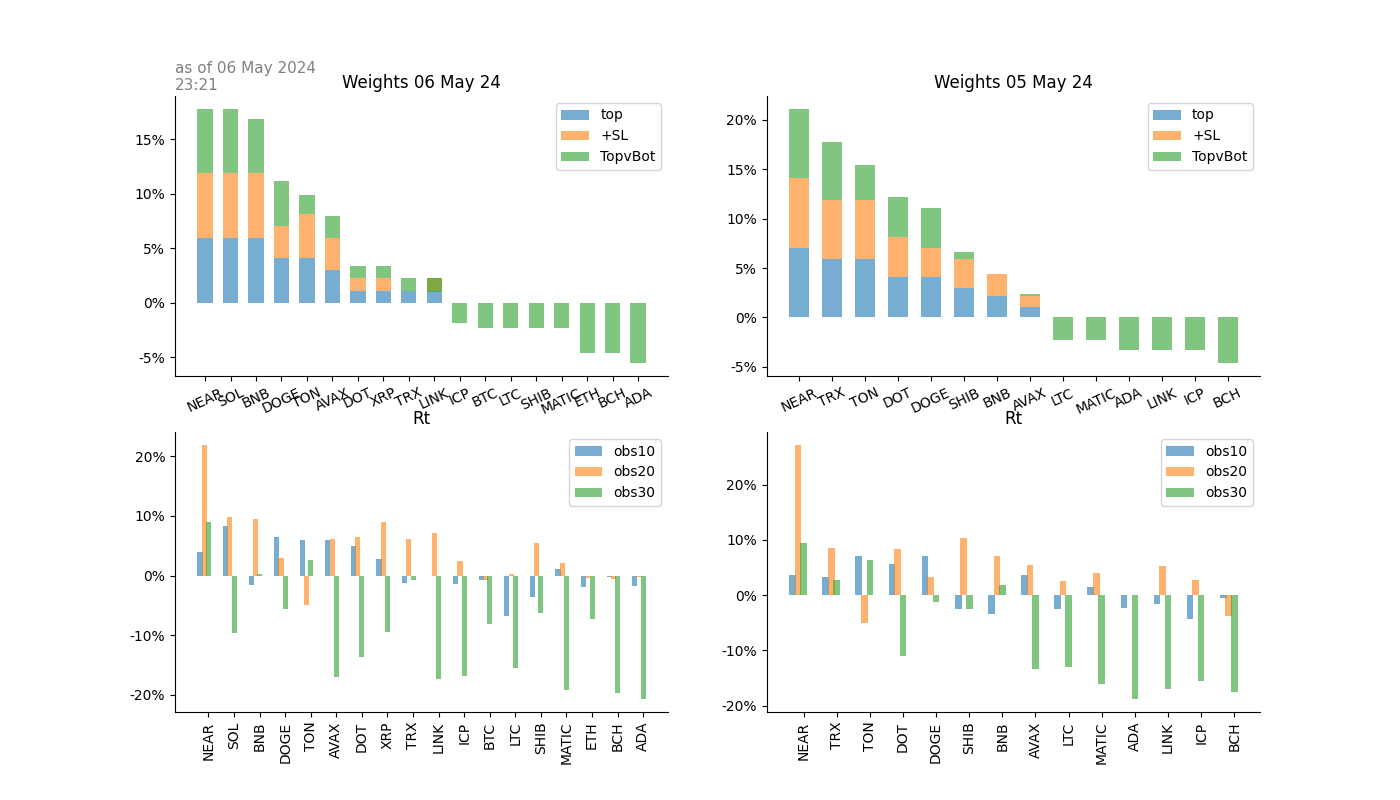 as of 06 May 2024
23:21
Weights 06 May 24
15%
10%
5%
0%
-5%
top
+SL
TopvBot
NEAR SOL BNB DOGE TON AVAX DOT XRP TRX LINK ICP BTC LTC SHIB MATIC ETH BCH ADA
Weights 05 May 24
20%
15%
10%
5%
0%
-5%
top
+SL
TopvBot
NEAR TRX TON DOT DOGE SHIB BNB AVAX LTC MATIC ADA LINK ICP BCH
Rt
20%
10%
0%
-10%
-20%
obs10
obs20
obs30
NEAR SOL BNB DOGE TON AVAX DOT XRP TRX LINK ICP BTC LTC SHIB MATIC ETH BCH ADA
Rt
20%
10%
0%
-10%
-20%
obs10
obs20
obs30
NEAR TRX TON DOT DOGE SHIB BNB AVAX LTC MATIC ADA LINK ICP BCH